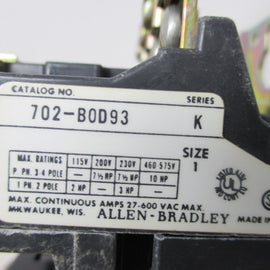 CATALOG NO. SERIES
702-BOD93 K
SIZE
1
MAX. RATINGS 115V 200V 230V 460-575V
P PH. 3-4 POLE — 7½ HP 7½ HP 10 HP
1 PH 2 POLE 2 HP — 3 HP —
MAX. CONTINUOUS AMPS 27-600 VAC MAX.
MILWAUKEE, WIS. ALLEN-BRADLEY MADE IN
UL